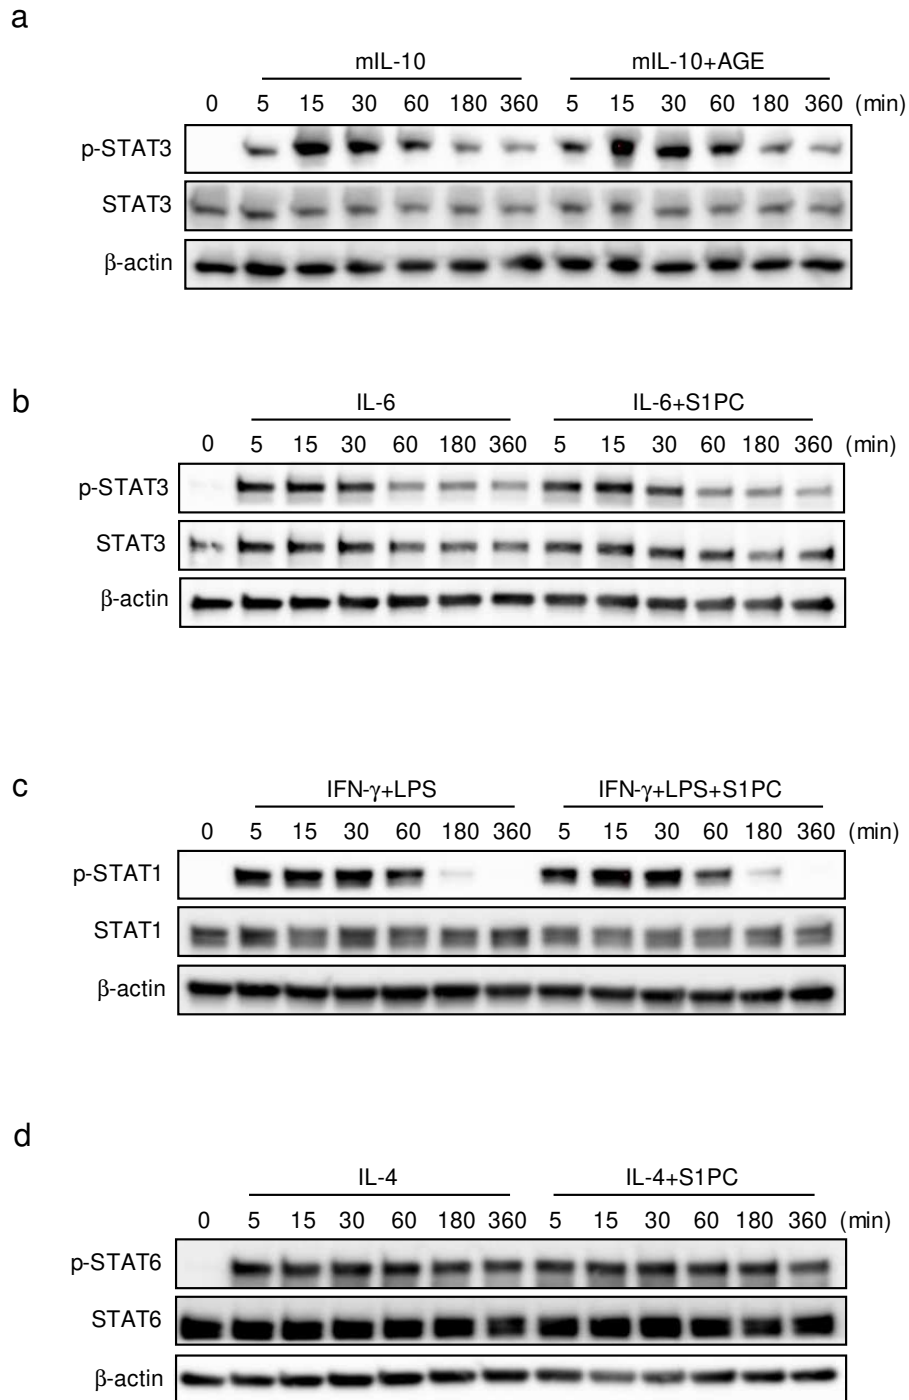 a
mIL-10 mIL-10+AGE
0 5 15 30 60 180 360 5 15 30 60 180 360 (min)
p-STAT3
STAT3
β-actin
b
IL-6 IL-6+S1PC
0 5 15 30 60 180 360 5 15 30 60 180 360 (min)
p-STAT3
STAT3
β-actin
c
IFN-γ+LPS IFN-γ+LPS+S1PC
0 5 15 30 60 180 360 5 15 30 60 180 360 (min)
p-STAT1
STAT1
β-actin
d
IL-4 IL-4+S1PC
0 5 15 30 60 180 360 5 15 30 60 180 360 (min)
p-STAT6
STAT6
β-actin